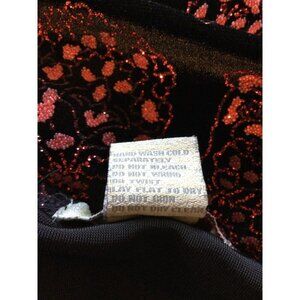 HAND WASH COLD
SEPARATELY
DO NOT BLEACH
DO NOT WRING
OR TWIST
LAY FLAT TO DRY
DO NOT IRON
DO NOT DRY CLEAN